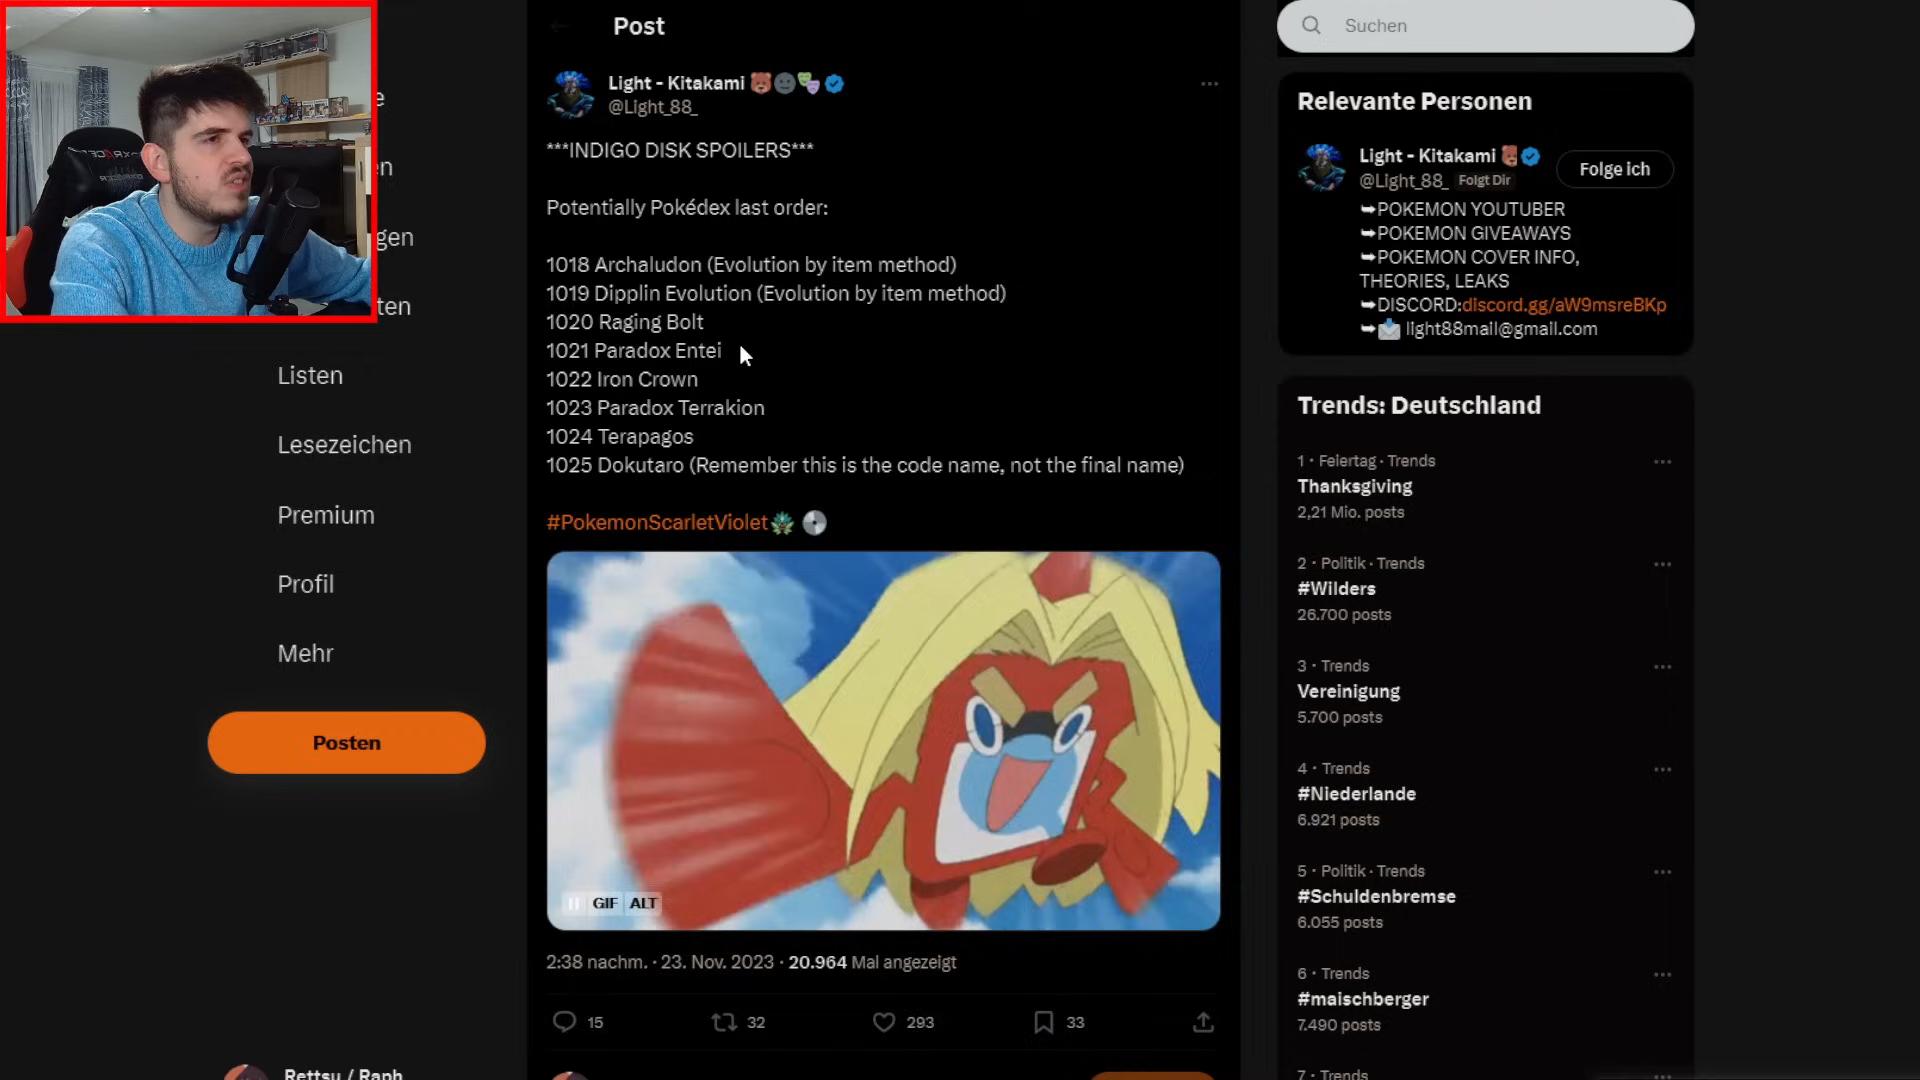 Post
Light - Kitakami
@Light_88_
***INDIGO DISK SPOILERS***
Potentially Pokédex last order:
1018 Archaludon (Evolution by item method)
1019 Dipplin Evolution (Evolution by item method)
1020 Raging Bolt
1021 Paradox Entei
1022 Iron Crown
1023 Paradox Terrakion
1024 Terapagos
1025 Dokutaro (Remember this is the code name, not the final name)
#PokemonScarletViolet
GIF ALT
2:38 nachm. · 23. Nov. 2023 · 20.964 Mal angezeigt
15 32 293 33
e
en
gen
ten
Listen
Lesezeichen
Premium
Profil
Mehr
Posten
Rettsu / Raph
Suchen
Relevante Personen
Light - Kitakami
@Light_88_ Folgt Dir
Folge ich
➥POKEMON YOUTUBER
➥POKEMON GIVEAWAYS
➥POKEMON COVER INFO,
THEORIES, LEAKS
➥DISCORD:discord.gg/aW9msreBKp
➥📩 light88mail@gmail.com
Trends: Deutschland
1 · Feiertag · Trends
Thanksgiving
2,21 Mio. posts
2 · Politik · Trends
#Wilders
26.700 posts
3 · Trends
Vereinigung
5.700 posts
4 · Trends
#Niederlande
6.921 posts
5 · Politik · Trends
#Schuldenbremse
6.055 posts
6 · Trends
#maischberger
7.490 posts
7 · Trends